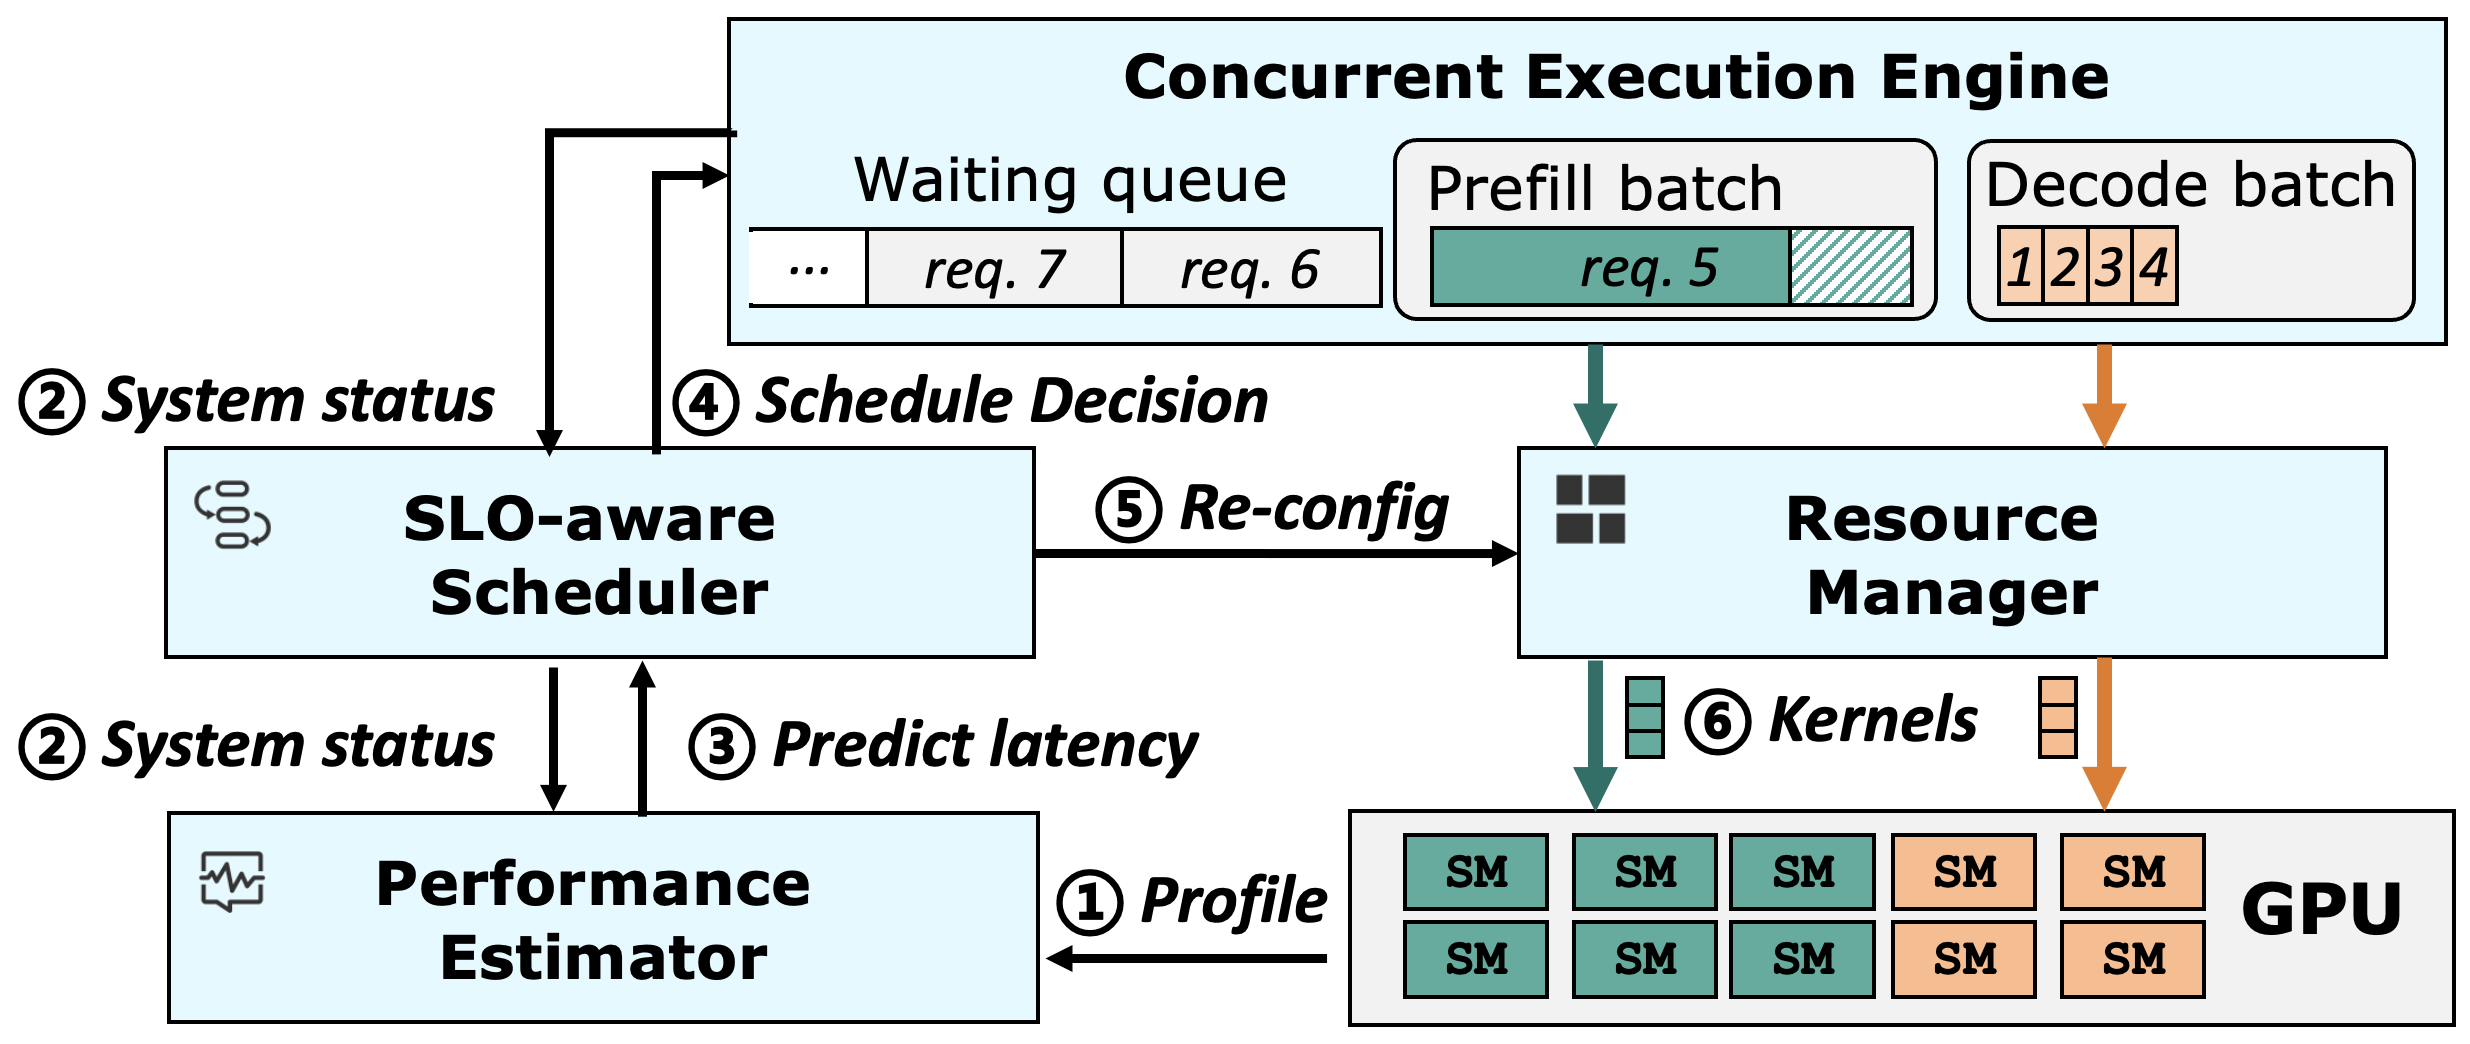 Concurrent Execution Engine
Waiting queue
... req. 7 req. 6
Prefill batch
req. 5
Decode batch
1 2 3 4
② System status
④ Schedule Decision
SLO-aware
Scheduler
⑤ Re-config
Resource
Manager
② System status
③ Predict latency
⑥ Kernels
Performance
Estimator
① Profile
SM SM SM SM SM
SM SM SM SM SM
GPU